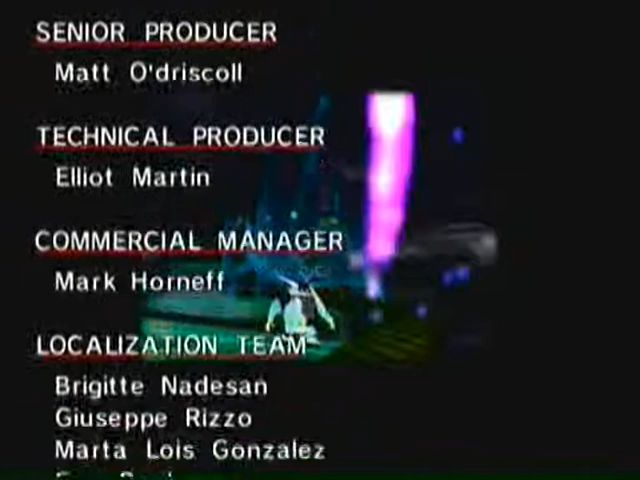 SENIOR PRODUCER
Matt O'driscoll
TECHNICAL PRODUCER
Elliot Martin
COMMERCIAL MANAGER
Mark Horneff
LOCALIZATION TEAM
Brigitte Nadesan
Giuseppe Rizzo
Marta Lois Gonzalez